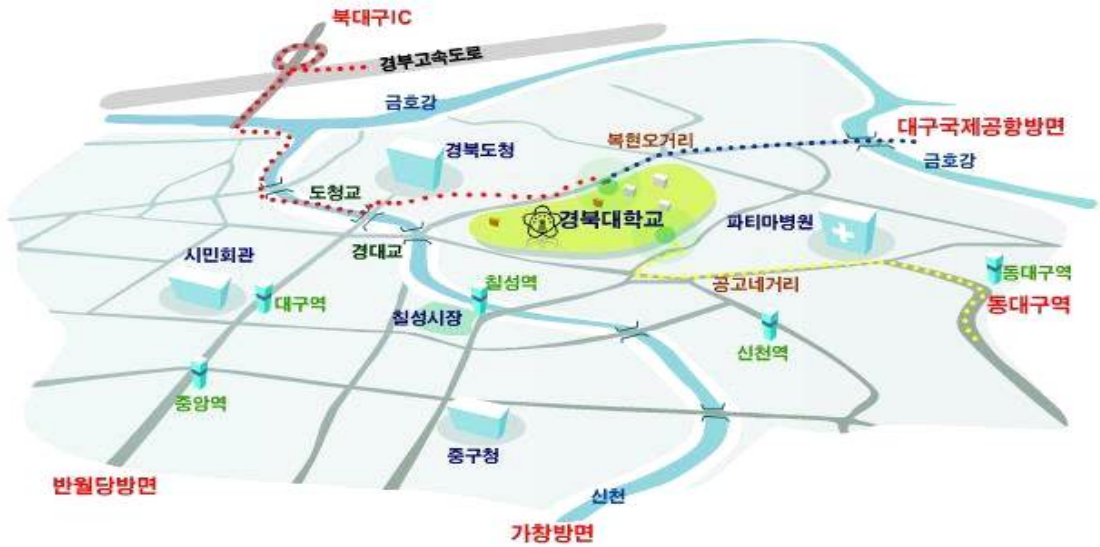 북대구IC
경부고속도로
금호강
복현오거리
대구국제공항방면
경북도청
금호강
도청교
경북대학교
파티마병원
경대교
시민회관
공고네거리
동대구역
칠성역
대구역
동대구역
칠성시장
신천역
중앙역
중구청
반월당방면
신천
가창방면